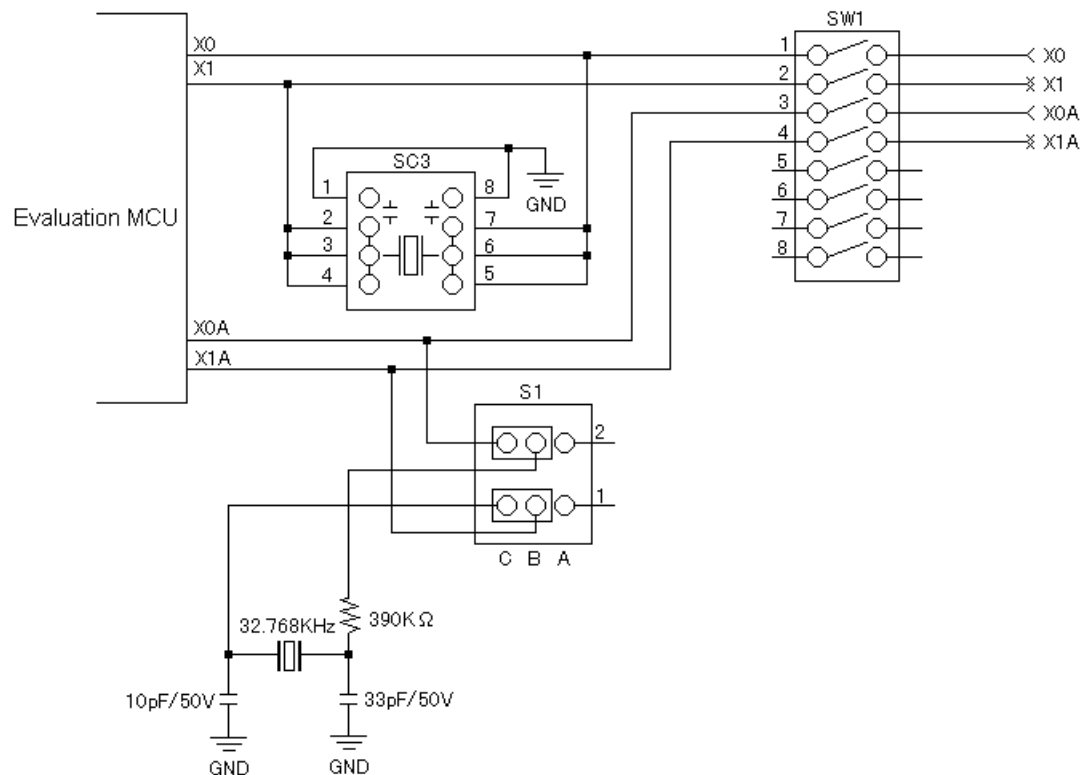 SW1
X0
1
X0
X1
2
X1
3
X0A
4
X1A
SC3
1
8
5
GND
6
Evaluation MCU
2
7
7
3
6
8
4
5
X0A
X1A
S1
2
1
C B A
390KΩ
32.768KHz
10pF/50V
33pF/50V
GND
GND